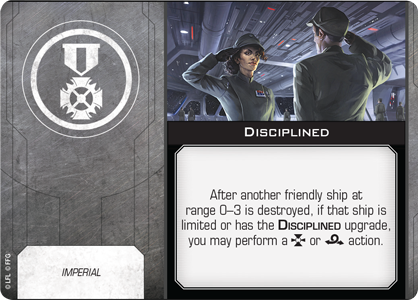 DISCIPLINED
After another friendly ship at
range 0–3 is destroyed, if that ship is
limited or has the DISCIPLINED upgrade,
you may perform a or action.
IMPERIAL
© LFL © FFG